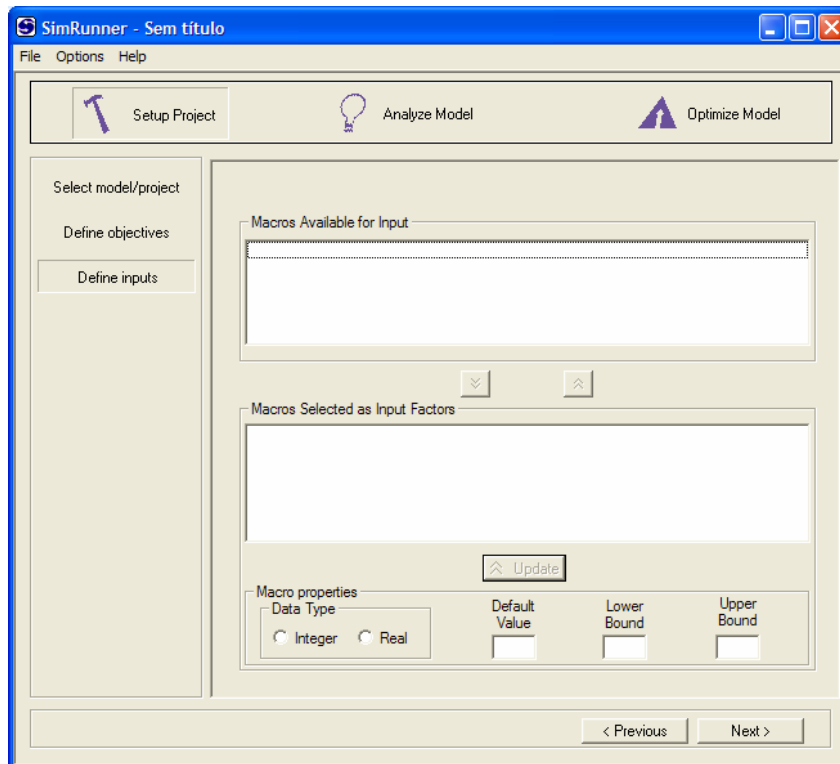 SimRunner - Sem título
File Options Help
Setup Project Analyze Model Optimize Model
Select model/project
Define objectives
Define inputs
Macros Available for Input
Macros Selected as Input Factors
Update
Macro properties
Data Type
Integer Real
Default
Value
Lower
Bound
Upper
Bound
< Previous Next >